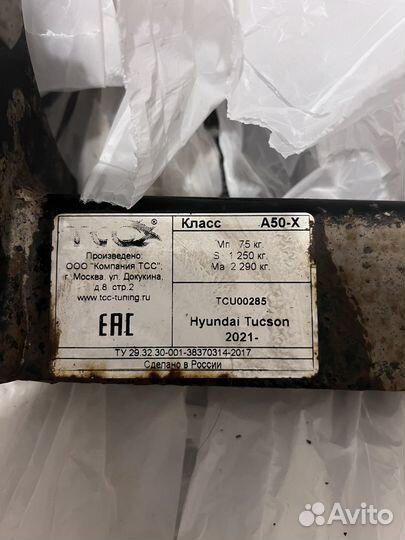 TCC ®
Произведено
ООО "Компания ТСС",
г. Москва, ул. Докукина,
д.8 стр.2
www.tcc-tuning.ru
EAC
Класс A50-X
Мг 75 кг.
S 1 250 кг.
Ма 2 290 кг.
TCU00285
Hyundai Tucson
2021-
ТУ 29.32.30-001-38370314-2017
Сделано в России
Avito